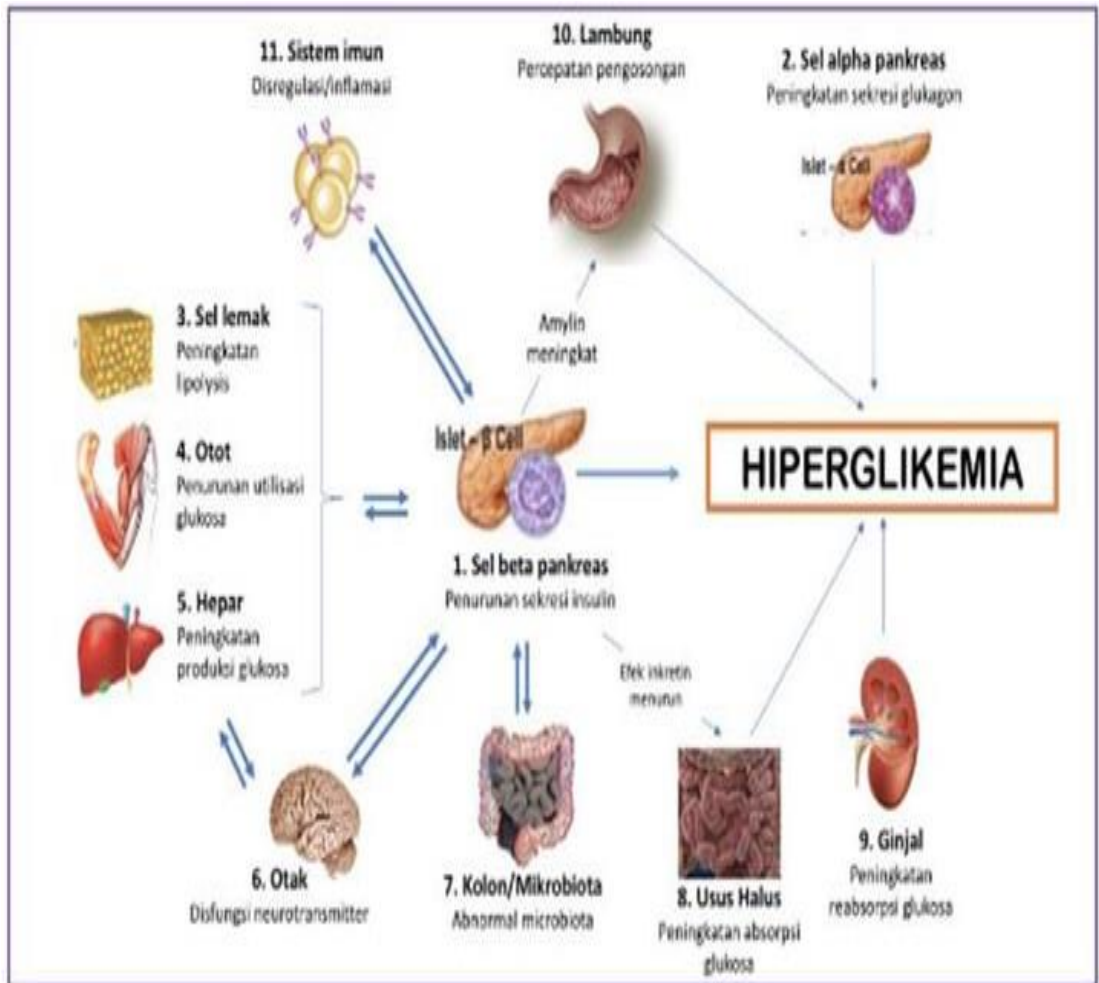 11. Sistem imun
Disregulasi/inflamasi
10. Lambung
Percepatan pengosongan
2. Sel alpha pankreas
Peningkatan sekresi glukagon
Islet – α Cell
3. Sel lemak
Peningkatan
lipolysis
4. Otot
Penurunan utilisasi
glukosa
5. Hepar
Peningkatan
produksi glukosa
Amylin
meningkat
Islet – β Cell
HIPERGLIKEMIA
1. Sel beta pankreas
Penurunan sekresi insulin
Efek inkretin
menurun
6. Otak
Disfungsi neurotransmitter
7. Kolon/Mikrobiota
Abnormal microbiota
8. Usus Halus
Peningkatan absorpsi
glukosa
9. Ginjal
Peningkatan
reabsorpsi glukosa